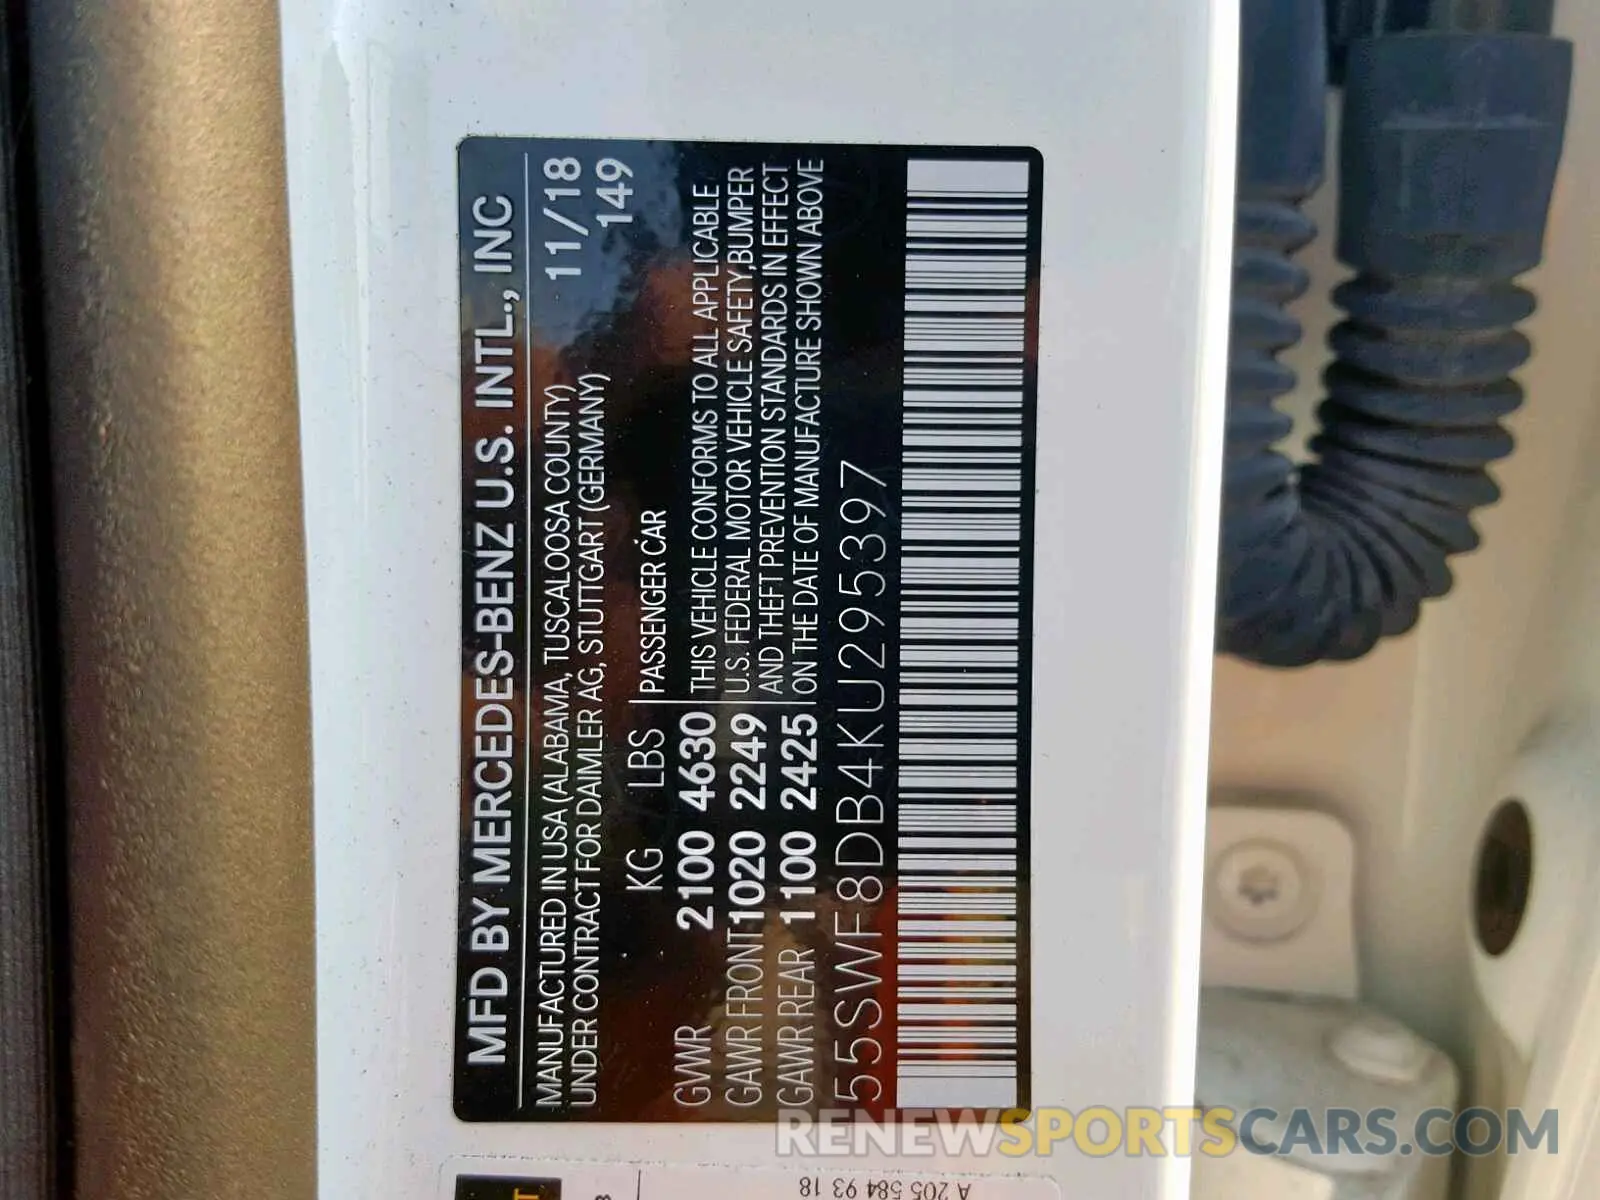 MFD BY MERCEDES-BENZ U.S. INTL., INC
MANUFACTURED IN USA (ALABAMA, TUSCALOOSA COUNTY) 11/18
UNDER CONTRACT FOR DAIMLER AG, STUTTGART (GERMANY) 149
KG LBS PASSENGER CAR
GWR 2100 4630 THIS VEHICLE CONFORMS TO ALL APPLICABLE
GAWR FRONT 1020 2249 U.S. FEDERAL MOTOR VEHICLE SAFETY, BUMPER
GAWR REAR 1100 2425 AND THEFT PREVENTION STANDARDS IN EFFECT
ON THE DATE OF MANUFACTURE SHOWN ABOVE
55SWF8DB4KU295397
A 205 584 93 18
RENEWSPORTSCARS.COM